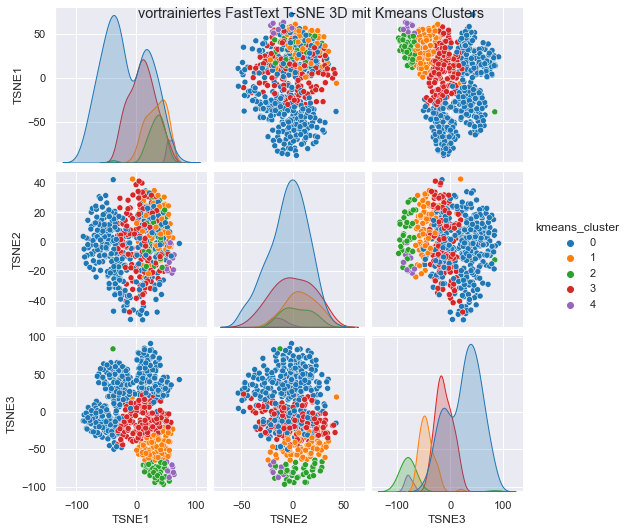 vortrainiertes FastText T-SNE 3D mit Kmeans Clusters
TSNE1
50
0
−50
TSNE2
40
20
0
−20
−40
TSNE3
100
50
0
−50
−100
−100 0 100
TSNE1
−50 0 50
TSNE2
−100 0 100
TSNE3
kmeans_cluster
0
1
2
3
4